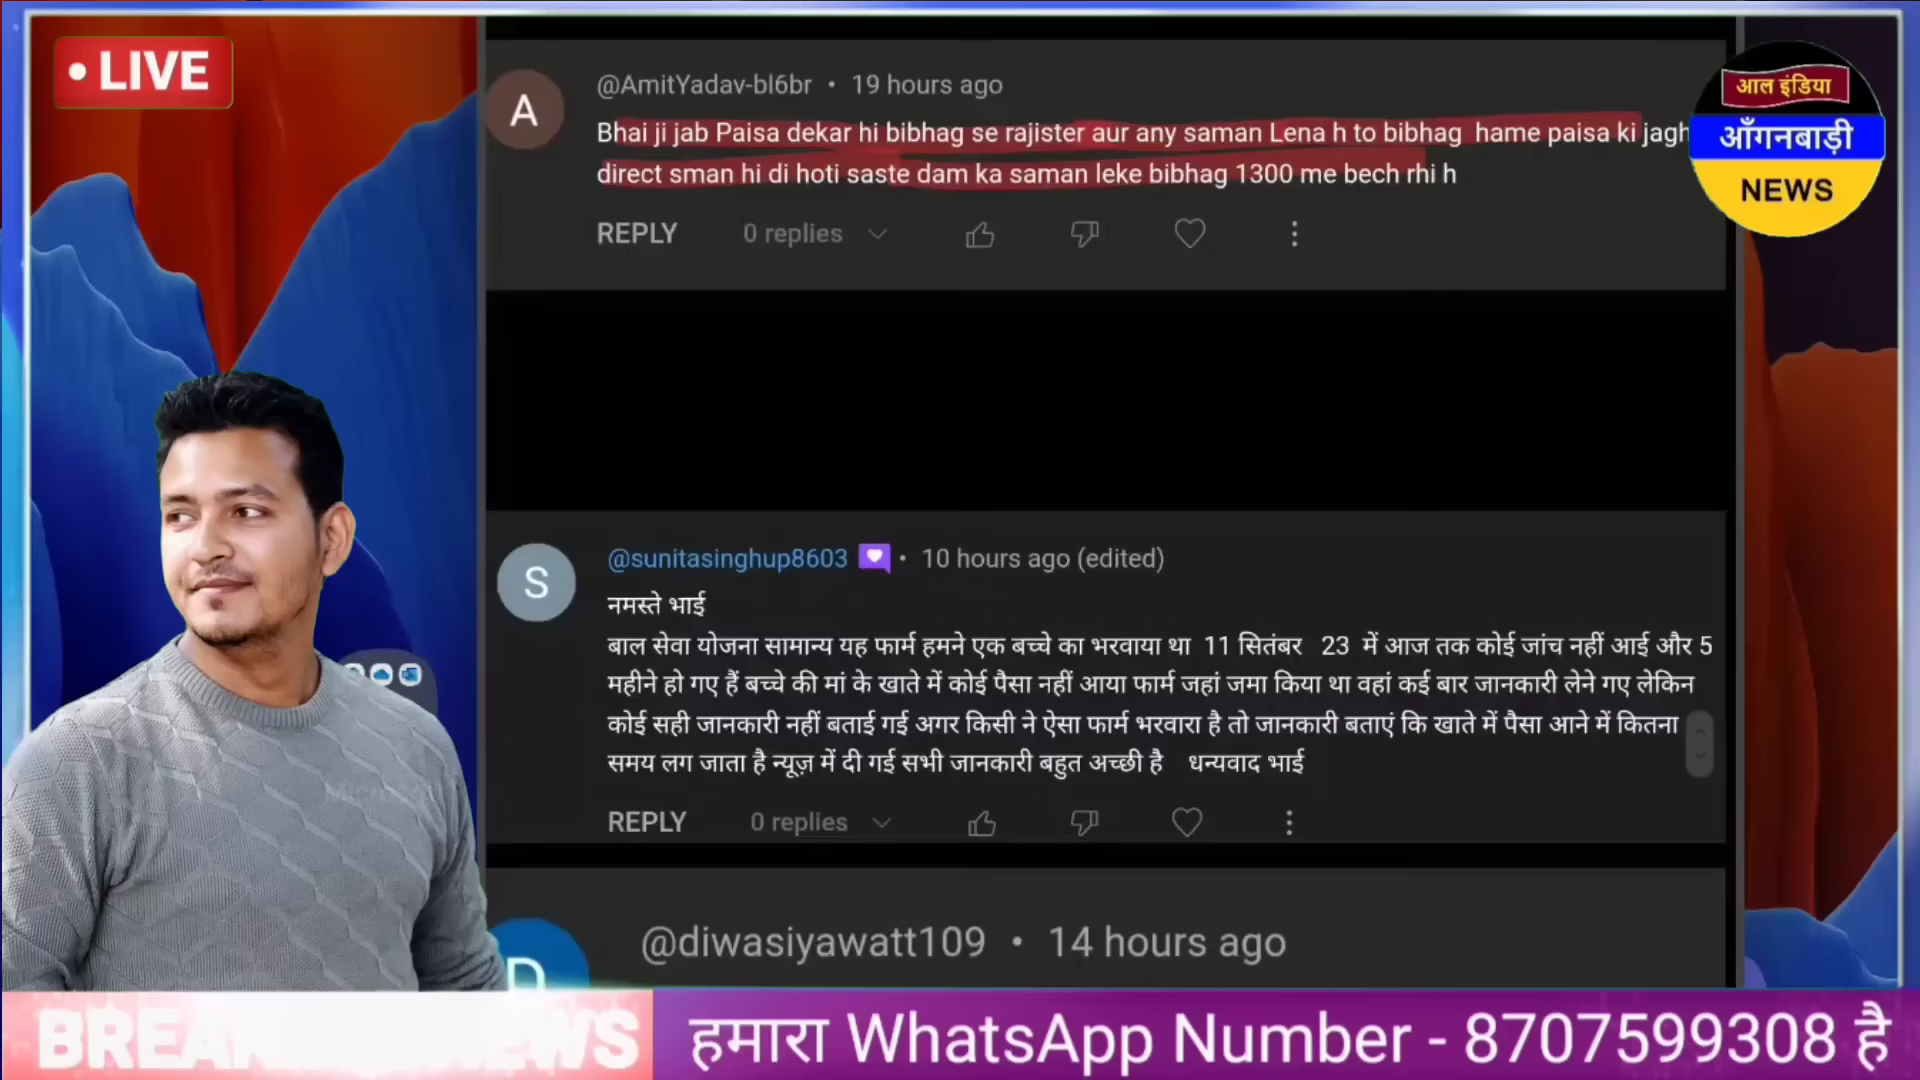 • LIVE
@AmitYadav-bl6br • 19 hours ago
Bhai ji jab Paisa dekar hi bibhag se rajister aur any saman Lena h to bibhag hame paisa ki jagh
direct sman hi di hoti saste dam ka saman leke bibhag 1300 me bech rhi h
A
REPLY 0 replies
आल इंडिया
आँगनबाड़ी
NEWS
@sunitasinghup8603 • 10 hours ago (edited)
S
नमस्ते भाई
बाल सेवा योजना सामान्य यह फार्म हमने एक बच्चे का भरवाया था 11 सितंबर 23 में आज तक कोई जांच नहीं आई और 5
महीने हो गए हैं बच्चे की मां के खाते में कोई पैसा नहीं आया फार्म जहां जमा किया था वहां कई बार जानकारी लेने गए लेकिन
कोई सही जानकारी नहीं बताई गई अगर किसी ने ऐसा फार्म भरवारा है तो जानकारी बताएं कि खाते में पैसा आने में कितना
समय लग जाता है न्यूज़ में दी गई सभी जानकारी बहुत अच्छी है धन्यवाद भाई
REPLY 0 replies
@diwasiyawatt109 • 14 hours ago
D
NEWS
हमारा WhatsApp Number - 8707599308 है